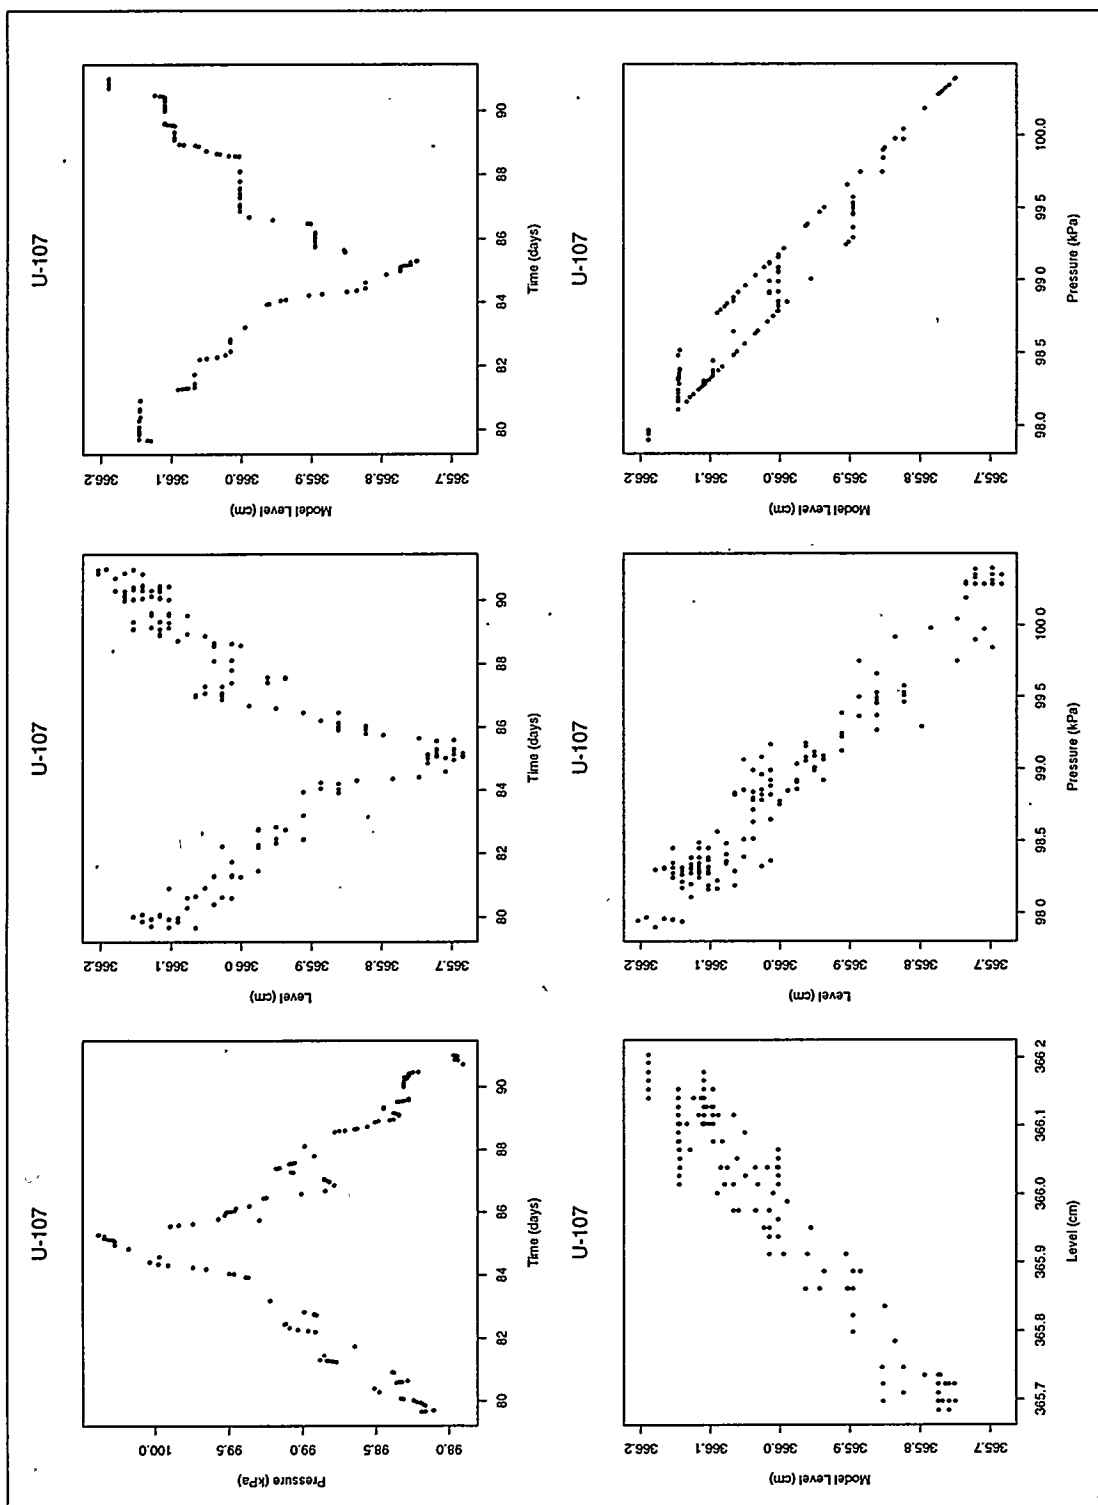 U-107
Pressure (kPa)
100.0
99.5
99.0
98.5
98.0
80 82 84 86 88 90
Time (days)
U-107
Level (cm)
366.2
366.1
366.0
365.9
365.8
365.7
80 82 84 86 88 90
Time (days)
U-107
Model Level (cm)
366.2
366.1
366.0
365.9
365.8
365.7
80 82 84 86 88 90
Time (days)
U-107
Model Level (cm)
366.2
366.1
366.0
365.9
365.8
365.7
365.7 365.8 365.9 366.0 366.1 366.2
Level (cm)
U-107
Level (cm)
366.2
366.1
366.0
365.9
365.8
365.7
98.0 98.5 99.0 99.5 100.0
Pressure (kPa)
U-107
Model Level (cm)
366.2
366.1
366.0
365.9
365.8
365.7
98.0 98.5 99.0 99.5 100.0
Pressure (kPa)